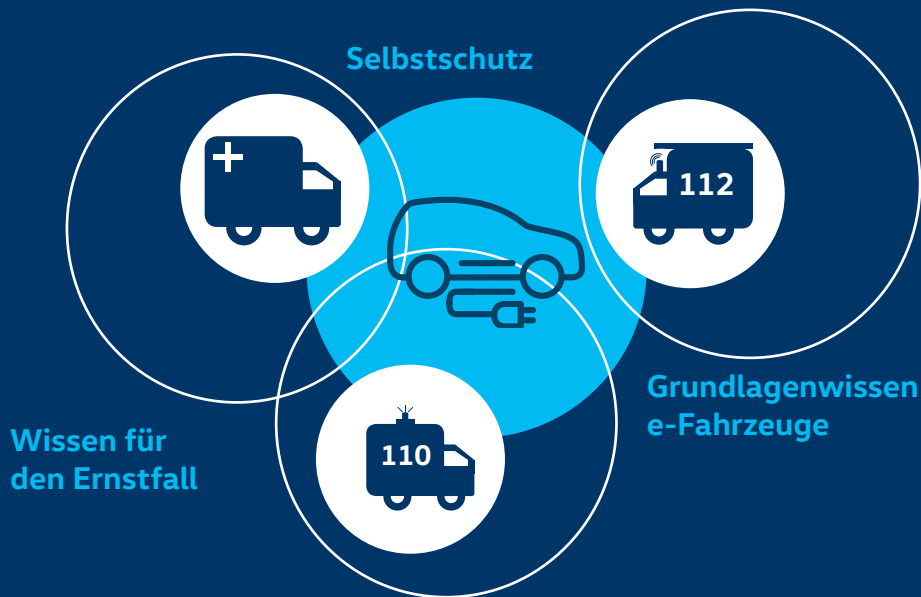 Selbstschutz
112
Grundlagenwissen
e-Fahrzeuge
Wissen für
den Ernstfall
110